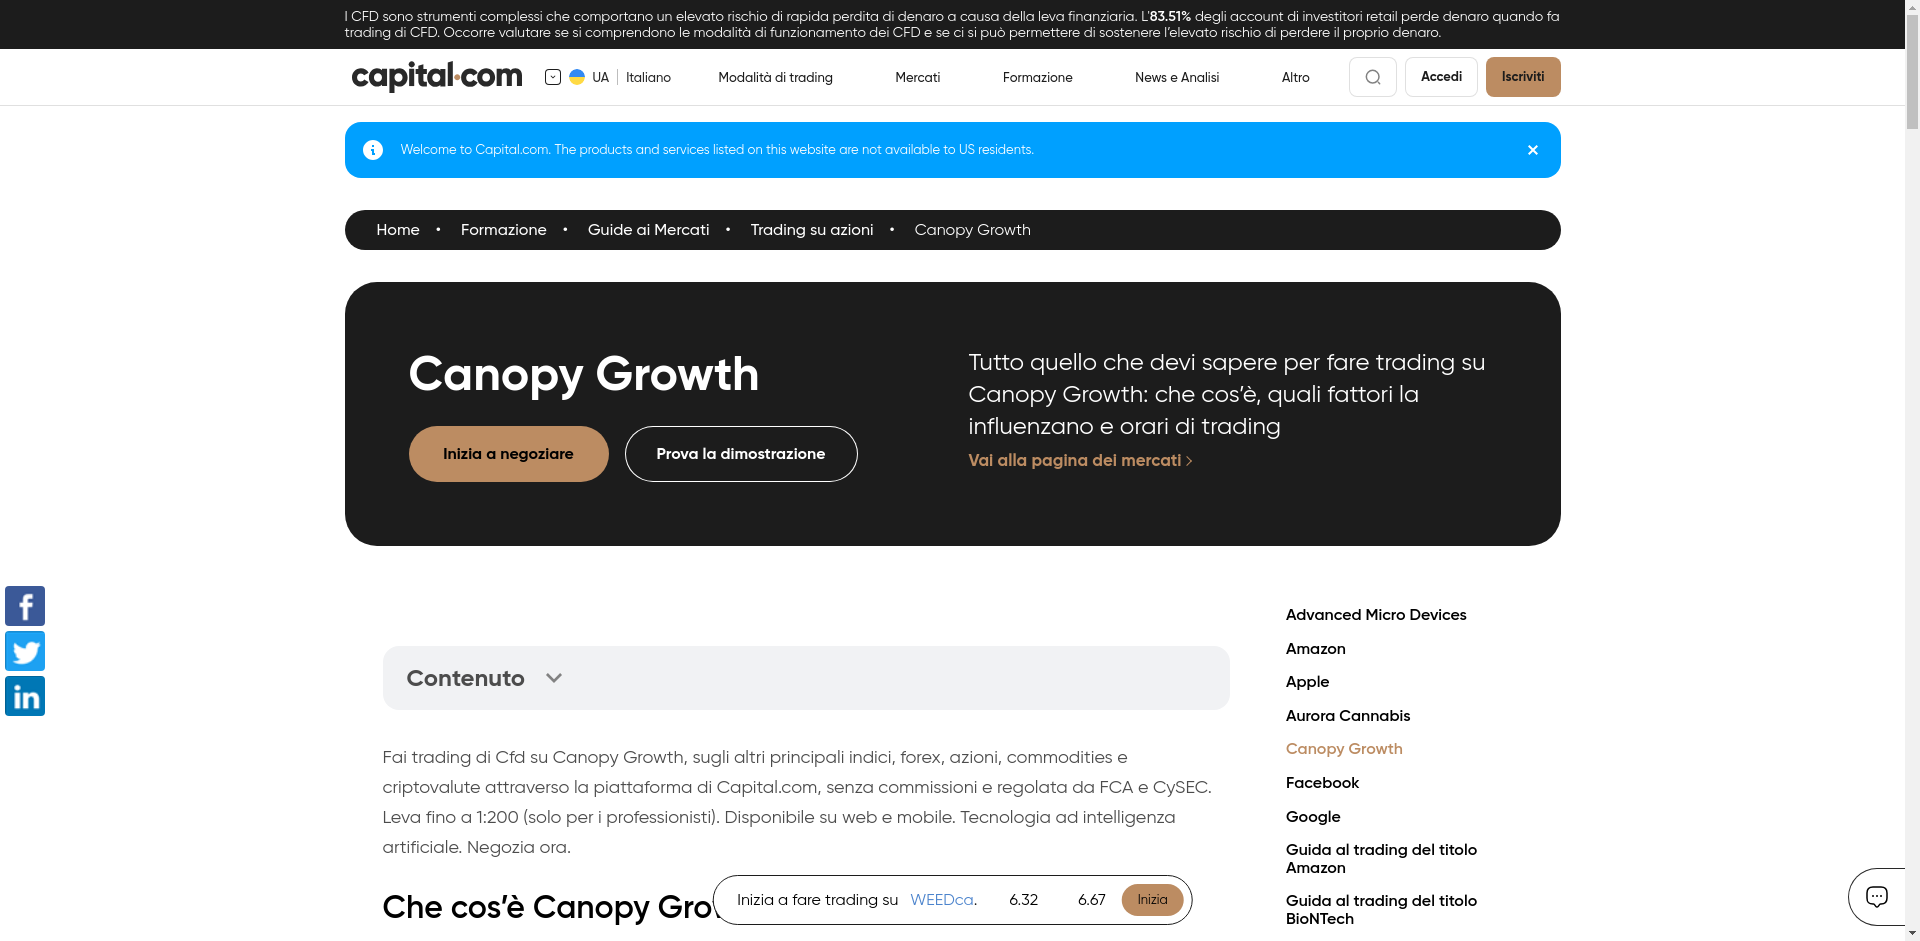 I CFD sono strumenti complessi che comportano un elevato rischio di rapida perdita di denaro a causa della leva finanziaria. L'83.51% degli account di investitori retail perde denaro quando fa
trading di CFD. Occorre valutare se si comprendono le modalità di funzionamento dei CFD e se ci si può permettere di sostenere l'elevato rischio di perdere il proprio denaro.
capital.com UA Italiano Modalità di trading Mercati Formazione News e Analisi Altro Accedi Iscriviti
Welcome to Capital.com. The products and services listed on this website are not available to US residents.
Home • Formazione • Guide ai Mercati • Trading su azioni • Canopy Growth
Canopy Growth
Inizia a negoziare Prova la dimostrazione
Tutto quello che devi sapere per fare trading su
Canopy Growth: che cos'è, quali fattori la
influenzano e orari di trading
Vai alla pagina dei mercati
Contenuto
Fai trading di Cfd su Canopy Growth, sugli altri principali indici, forex, azioni, commodities e
criptovalute attraverso la piattaforma di Capital.com, senza commissioni e regolata da FCA e CySEC.
Leva fino a 1:200 (solo per i professionisti). Disponibile su web e mobile. Tecnologia ad intelligenza
artificiale. Negozia ora.
Che cos'è Canopy
Inizia a fare trading su WEEDca. 6.32 6.67 Inizia
Advanced Micro Devices
Amazon
Apple
Aurora Cannabis
Canopy Growth
Facebook
Google
Guida al trading del titolo
Amazon
Guida al trading del titolo
BioNTech